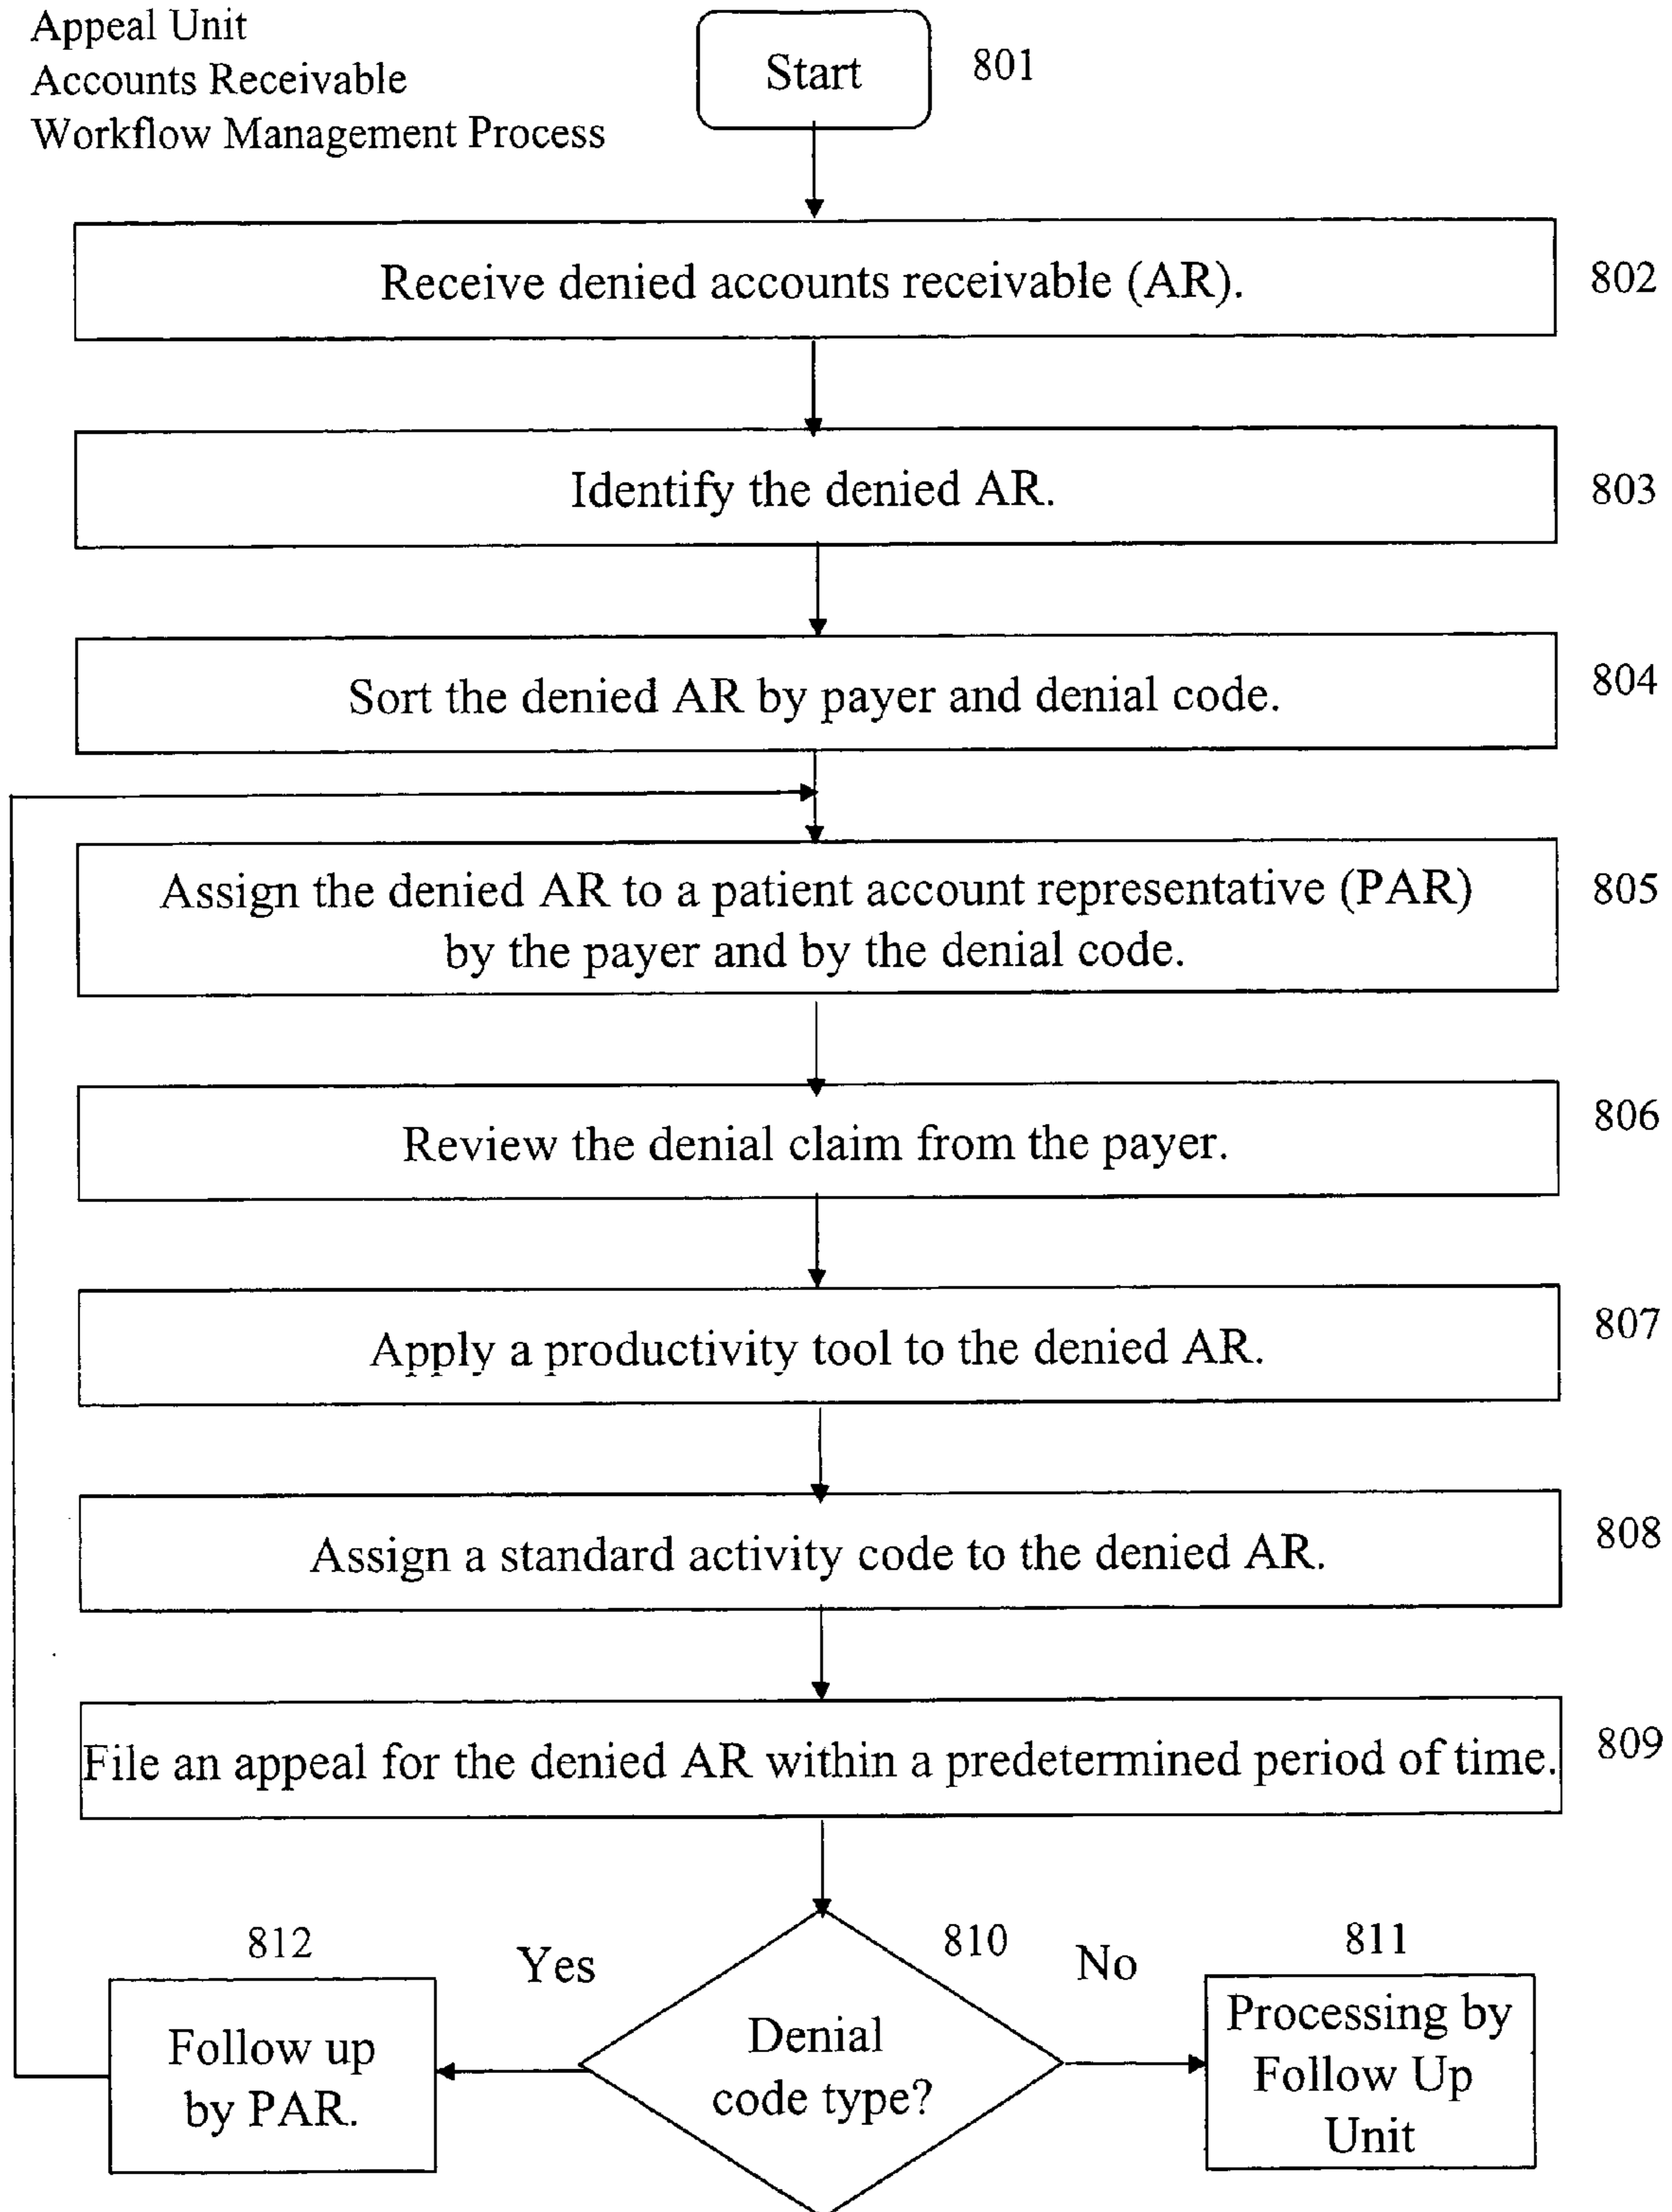 Appeal Unit
Accounts Receivable
Workflow Management Process
Start
801
Receive denied accounts receivable (AR).
802
Identify the denied AR.
803
Sort the denied AR by payer and denial code.
804
Assign the denied AR to a patient account representative (PAR)
by the payer and by the denial code.
805
Review the denial claim from the payer.
806
Apply a productivity tool to the denied AR.
807
Assign a standard activity code to the denied AR.
808
File an appeal for the denied AR within a predetermined period of time.
809
812
Yes
810
No
811
Follow up
by PAR.
Denial
code type?
Processing by
Follow Up
Unit